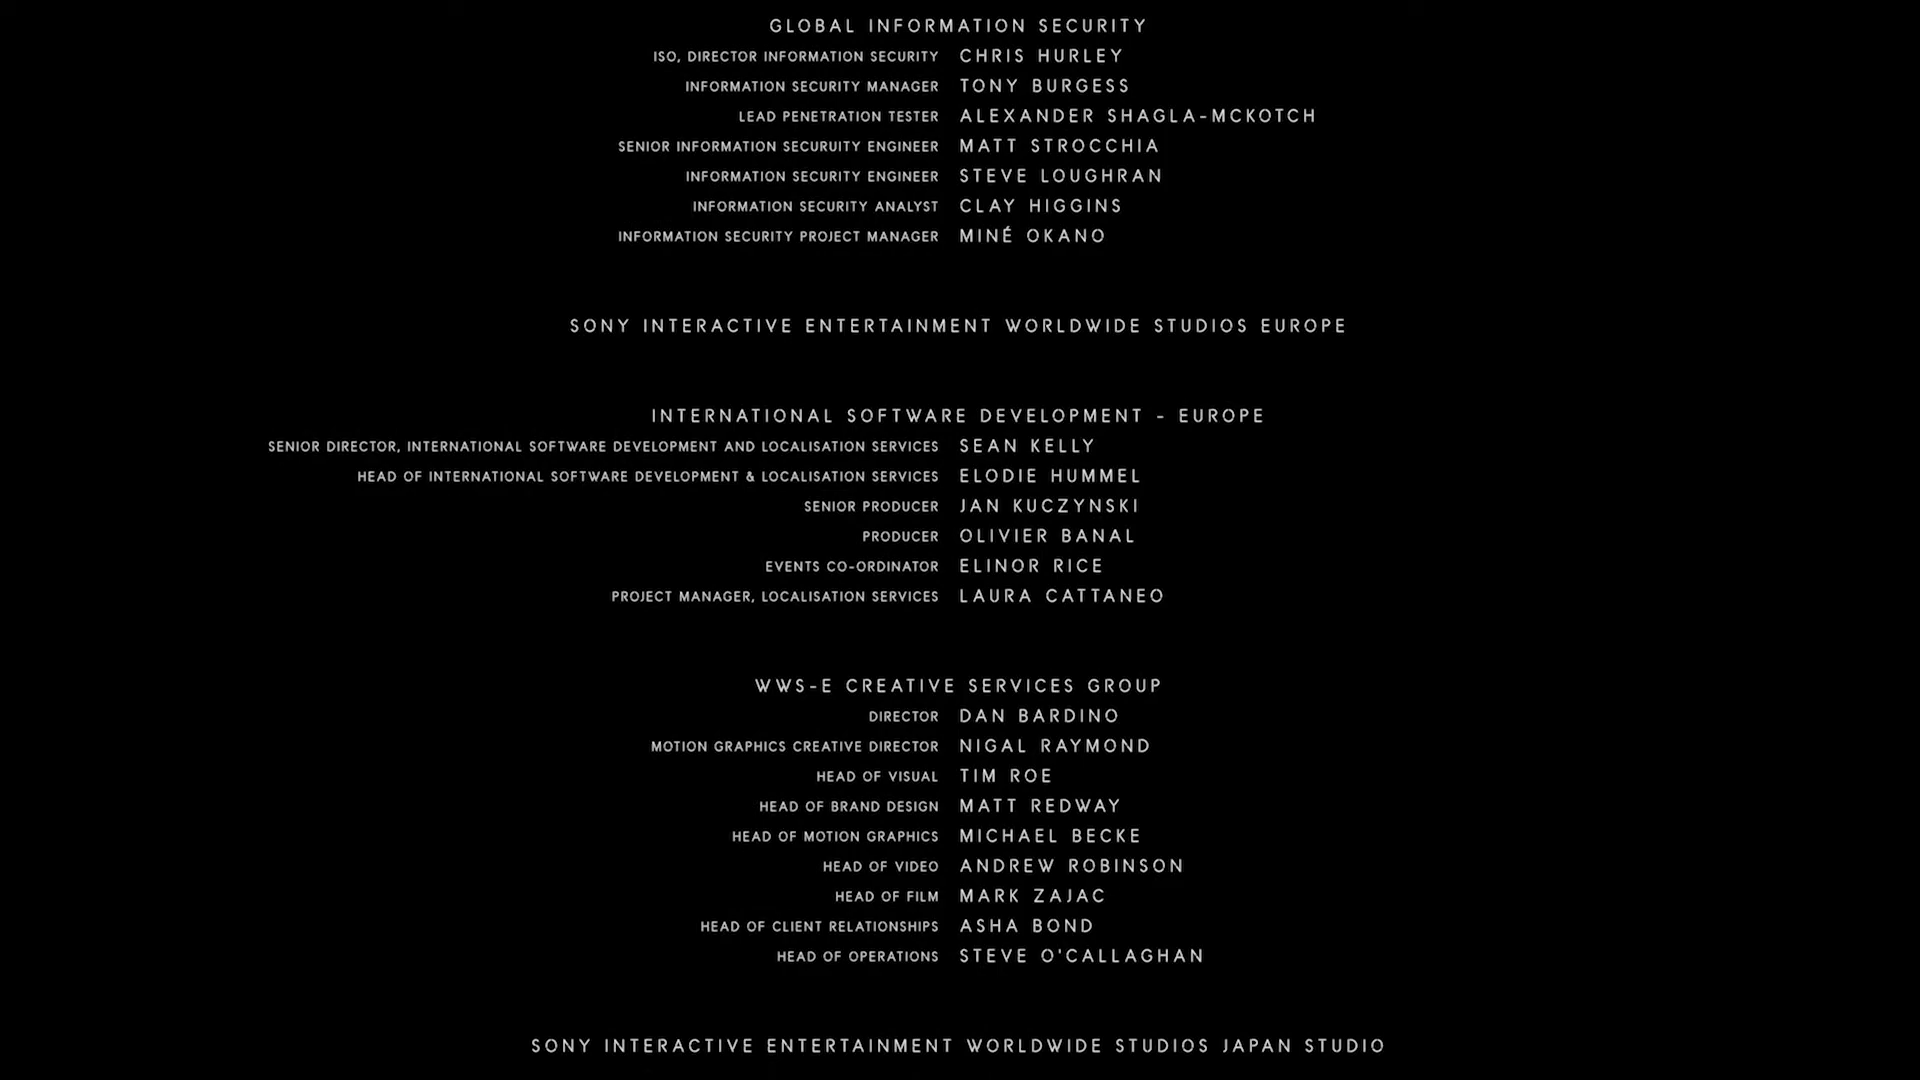 GLOBAL INFORMATION SECURITY
ISO, DIRECTOR INFORMATION SECURITY CHRIS HURLEY
INFORMATION SECURITY MANAGER TONY BURGESS
LEAD PENETRATION TESTER ALEXANDER SHAGLA-MCKOTCH
SENIOR INFORMATION SECURUITY ENGINEER MATT STROCCHIA
INFORMATION SECURITY ENGINEER STEVE LOUGHRAN
INFORMATION SECURITY ANALYST CLAY HIGGINS
INFORMATION SECURITY PROJECT MANAGER MINÉ OKANO
SONY INTERACTIVE ENTERTAINMENT WORLDWIDE STUDIOS EUROPE
INTERNATIONAL SOFTWARE DEVELOPMENT - EUROPE
SENIOR DIRECTOR, INTERNATIONAL SOFTWARE DEVELOPMENT AND LOCALISATION SERVICES SEAN KELLY
HEAD OF INTERNATIONAL SOFTWARE DEVELOPMENT & LOCALISATION SERVICES ELODIE HUMMEL
SENIOR PRODUCER JAN KUCZYNSKI
PRODUCER OLIVIER BANAL
EVENTS CO-ORDINATOR ELINOR RICE
PROJECT MANAGER, LOCALISATION SERVICES LAURA CATTANEO
WWS-E CREATIVE SERVICES GROUP
DIRECTOR DAN BARDINO
MOTION GRAPHICS CREATIVE DIRECTOR NIGAL RAYMOND
HEAD OF VISUAL TIM ROE
HEAD OF BRAND DESIGN MATT REDWAY
HEAD OF MOTION GRAPHICS MICHAEL BECKE
HEAD OF VIDEO ANDREW ROBINSON
HEAD OF FILM MARK ZAJAC
HEAD OF CLIENT RELATIONSHIPS ASHA BOND
HEAD OF OPERATIONS STEVE O'CALLAGHAN
SONY INTERACTIVE ENTERTAINMENT WORLDWIDE STUDIOS JAPAN STUDIO